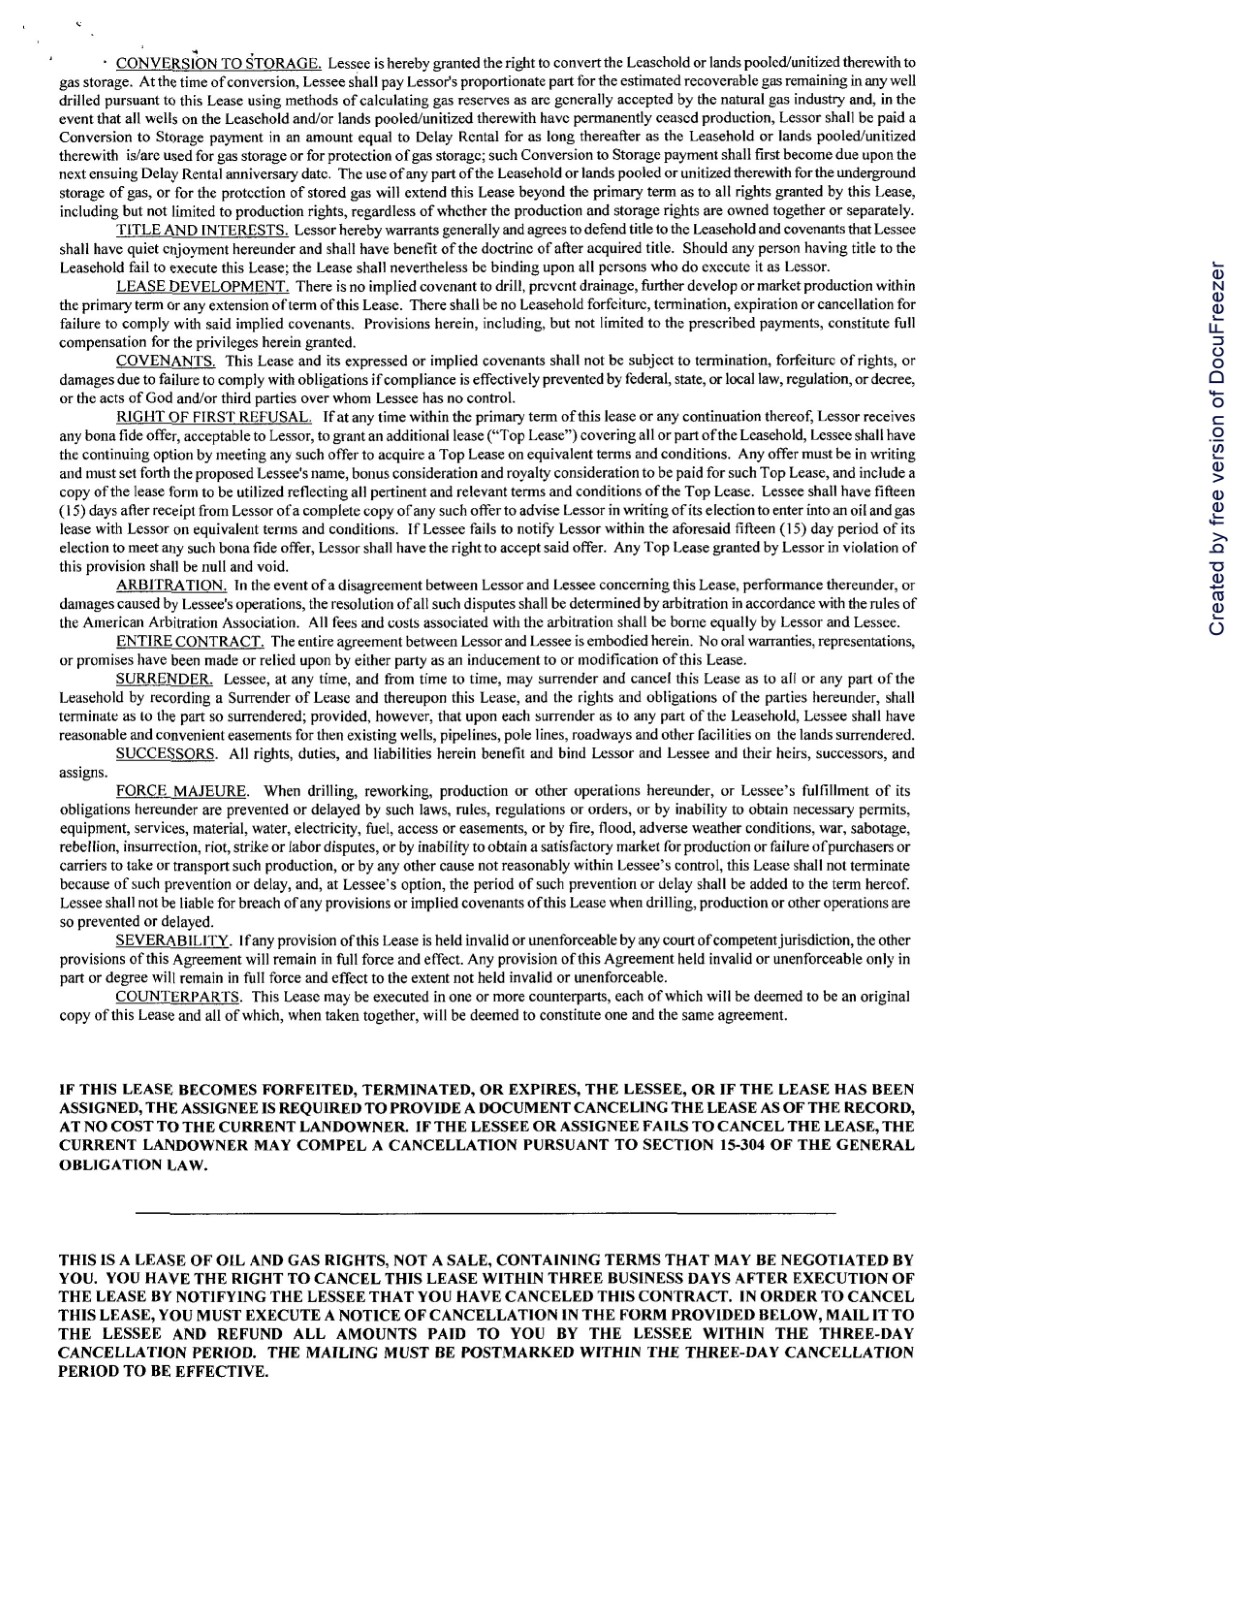 CONVERSION TO STORAGE. Lessee is hereby granted the right to convert the Leasehold or lands pooled/unitized therewith to
gas storage. At the time of conversion, Lessee shall pay Lessor's proportionate part for the estimated recoverable gas remaining in any well
drilled pursuant to this Lease using methods of calculating gas reserves as are generally accepted by the natural gas industry and, in the
event that all wells on the Leasehold and/or lands pooled/unitized therewith have permanently ceased production, Lessor shall be paid a
Conversion to Storage payment in an amount equal to Delay Rental for as long thereafter as the Leasehold or lands pooled/unitized
therewith is/are used for gas storage or for protection of gas storage; such Conversion to Storage payment shall first become due upon the
next ensuing Delay Rental anniversary date. The use of any part of the Leasehold or lands pooled or unitized therewith for the underground
storage of gas, or for the protection of stored gas will extend this Lease beyond the primary term as to all rights granted by this Lease,
including but not limited to production rights, regardless of whether the production and storage rights are owned together or separately.
TITLE AND INTERESTS. Lessor hereby warrants generally and agrees to defend title to the Leasehold and covenants that Lessee
shall have quiet enjoyment hereunder and shall have benefit of the doctrine of after acquired title. Should any person having title to the
Leasehold fail to execute this Lease; the Lease shall nevertheless be binding upon all persons who do execute it as Lessor.
LEASE DEVELOPMENT. There is no implied covenant to drill, prevent drainage, further develop or market production within
the primary term or any extension of term of this Lease. There shall be no Leasehold forfeiture, termination, expiration or cancellation for
failure to comply with said implied covenants. Provisions herein, including, but not limited to the prescribed payments, constitute full
compensation for the privileges herein granted.
COVENANTS. This Lease and its expressed or implied covenants shall not be subject to termination, forfeiture of rights, or
damages due to failure to comply with obligations if compliance is effectively prevented by federal, state, or local law, regulation, or decree,
or the acts of God and/or third parties over whom Lessee has no control.
RIGHT OF FIRST REFUSAL. If at any time within the primary term of this lease or any continuation thereof, Lessor receives
any bona fide offer, acceptable to Lessor, to grant an additional lease (“Top Lease”) covering all or part of the Leasehold, Lessee shall have
the continuing option by meeting any such offer to acquire a Top Lease on equivalent terms and conditions. Any offer must be in writing
and must set forth the proposed Lessee's name, bonus consideration and royalty consideration to be paid for such Top Lease, and include a
copy of the lease form to be utilized reflecting all pertinent and relevant terms and conditions of the Top Lease. Lessee shall have fifteen
(15) days after receipt from Lessor of a complete copy of any such offer to advise Lessor in writing of its election to enter into an oil and gas
lease with Lessor on equivalent terms and conditions. If Lessee fails to notify Lessor within the aforesaid fifteen (15) day period of its
election to meet any such bona fide offer, Lessor shall have the right to accept said offer. Any Top Lease granted by Lessor in violation of
this provision shall be null and void.
ARBITRATION. In the event of a disagreement between Lessor and Lessee concerning this Lease, performance thereunder, or
damages caused by Lessee's operations, the resolution of all such disputes shall be determined by arbitration in accordance with the rules of
the American Arbitration Association. All fees and costs associated with the arbitration shall be borne equally by Lessor and Lessee.
ENTIRE CONTRACT. The entire agreement between Lessor and Lessee is embodied herein. No oral warranties, representations,
or promises have been made or relied upon by either party as an inducement to or modification of this Lease.
SURRENDER. Lessee, at any time, and from time to time, may surrender and cancel this Lease as to all or any part of the
Leasehold by recording a Surrender of Lease and thereupon this Lease, and the rights and obligations of the parties hereunder, shall
terminate as to the part so surrendered; provided, however, that upon each surrender as to any part of the Leasehold, Lessee shall have
reasonable and convenient easements for then existing wells, pipelines, pole lines, roadways and other facilities on the lands surrendered.
SUCCESSORS. All rights, duties, and liabilities herein benefit and bind Lessor and Lessee and their heirs, successors, and
assigns.
FORCE MAJEURE. When drilling, reworking, production or other operations hereunder, or Lessee's fulfillment of its
obligations hereunder are prevented or delayed by such laws, rules, regulations or orders, or by inability to obtain necessary permits,
equipment, services, material, water, electricity, fuel, access or easements, or by fire, flood, adverse weather conditions, war, sabotage,
rebellion, insurrection, riot, strike or labor disputes, or by inability to obtain a satisfactory market for production or failure of purchasers or
carriers to take or transport such production, or by any other cause not reasonably within Lessee's control, this Lease shall not terminate
because of such prevention or delay, and, at Lessee's option, the period of such prevention or delay shall be added to the term hereof.
Lessee shall not be liable for breach of any provisions or implied covenants of this Lease when drilling, production or other operations are
so prevented or delayed.
SEVERABILITY. If any provision of this Lease is held invalid or unenforceable by any court of competent jurisdiction, the other
provisions of this Agreement will remain in full force and effect. Any provision of this Agreement held invalid or unenforceable only in
part or degree will remain in full force and effect to the extent not held invalid or unenforceable.
COUNTERPARTS. This Lease may be executed in one or more counterparts, each of which will be deemed to be an original
copy of this Lease and all of which, when taken together, will be deemed to constitute one and the same agreement.
IF THIS LEASE BECOMES FORFEITED, TERMINATED, OR EXPIRES, THE LESSEE, OR IF THE LEASE HAS BEEN
ASSIGNED, THE ASSIGNEE IS REQUIRED TO PROVIDE A DOCUMENT CANCELING THE LEASE AS OF THE RECORD,
AT NO COST TO THE CURRENT LANDOWNER. IF THE LESSEE OR ASSIGNEE FAILS TO CANCEL THE LEASE, THE
CURRENT LANDOWNER MAY COMPEL A CANCELLATION PURSUANT TO SECTION 15-304 OF THE GENERAL
OBLIGATION LAW.
THIS IS A LEASE OF OIL AND GAS RIGHTS, NOT A SALE, CONTAINING TERMS THAT MAY BE NEGOTIATED BY
YOU. YOU HAVE THE RIGHT TO CANCEL THIS LEASE WITHIN THREE BUSINESS DAYS AFTER EXECUTION OF
THE LEASE BY NOTIFYING THE LESSEE THAT YOU HAVE CANCELED THIS CONTRACT. IN ORDER TO CANCEL
THIS LEASE, YOU MUST EXECUTE A NOTICE OF CANCELLATION IN THE FORM PROVIDED BELOW, MAIL IT TO
THE LESSEE AND REFUND ALL AMOUNTS PAID TO YOU BY THE LESSEE WITHIN THE THREE-DAY
CANCELLATION PERIOD. THE MAILING MUST BE POSTMARKED WITHIN THE THREE-DAY CANCELLATION
PERIOD TO BE EFFECTIVE.
Created by free version of DocuFreezer